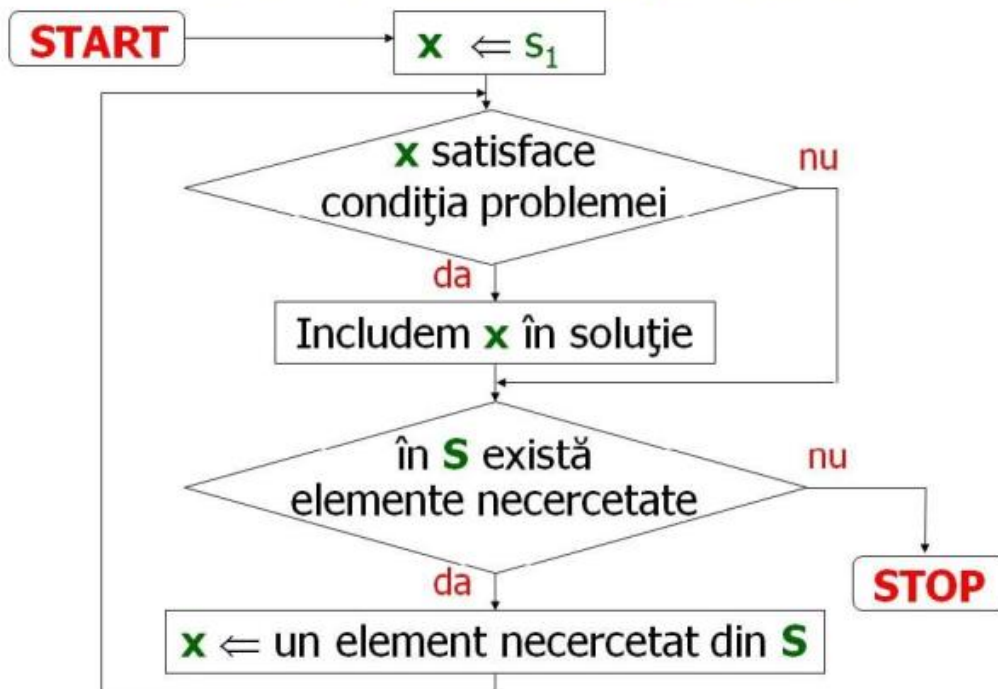 START
x ⇐ s₁
x satisface
condiţia problemei
nu
da
Includem x în soluţie
în S există
elemente necercetate
nu
da
STOP
x ⇐ un element necercetat din S